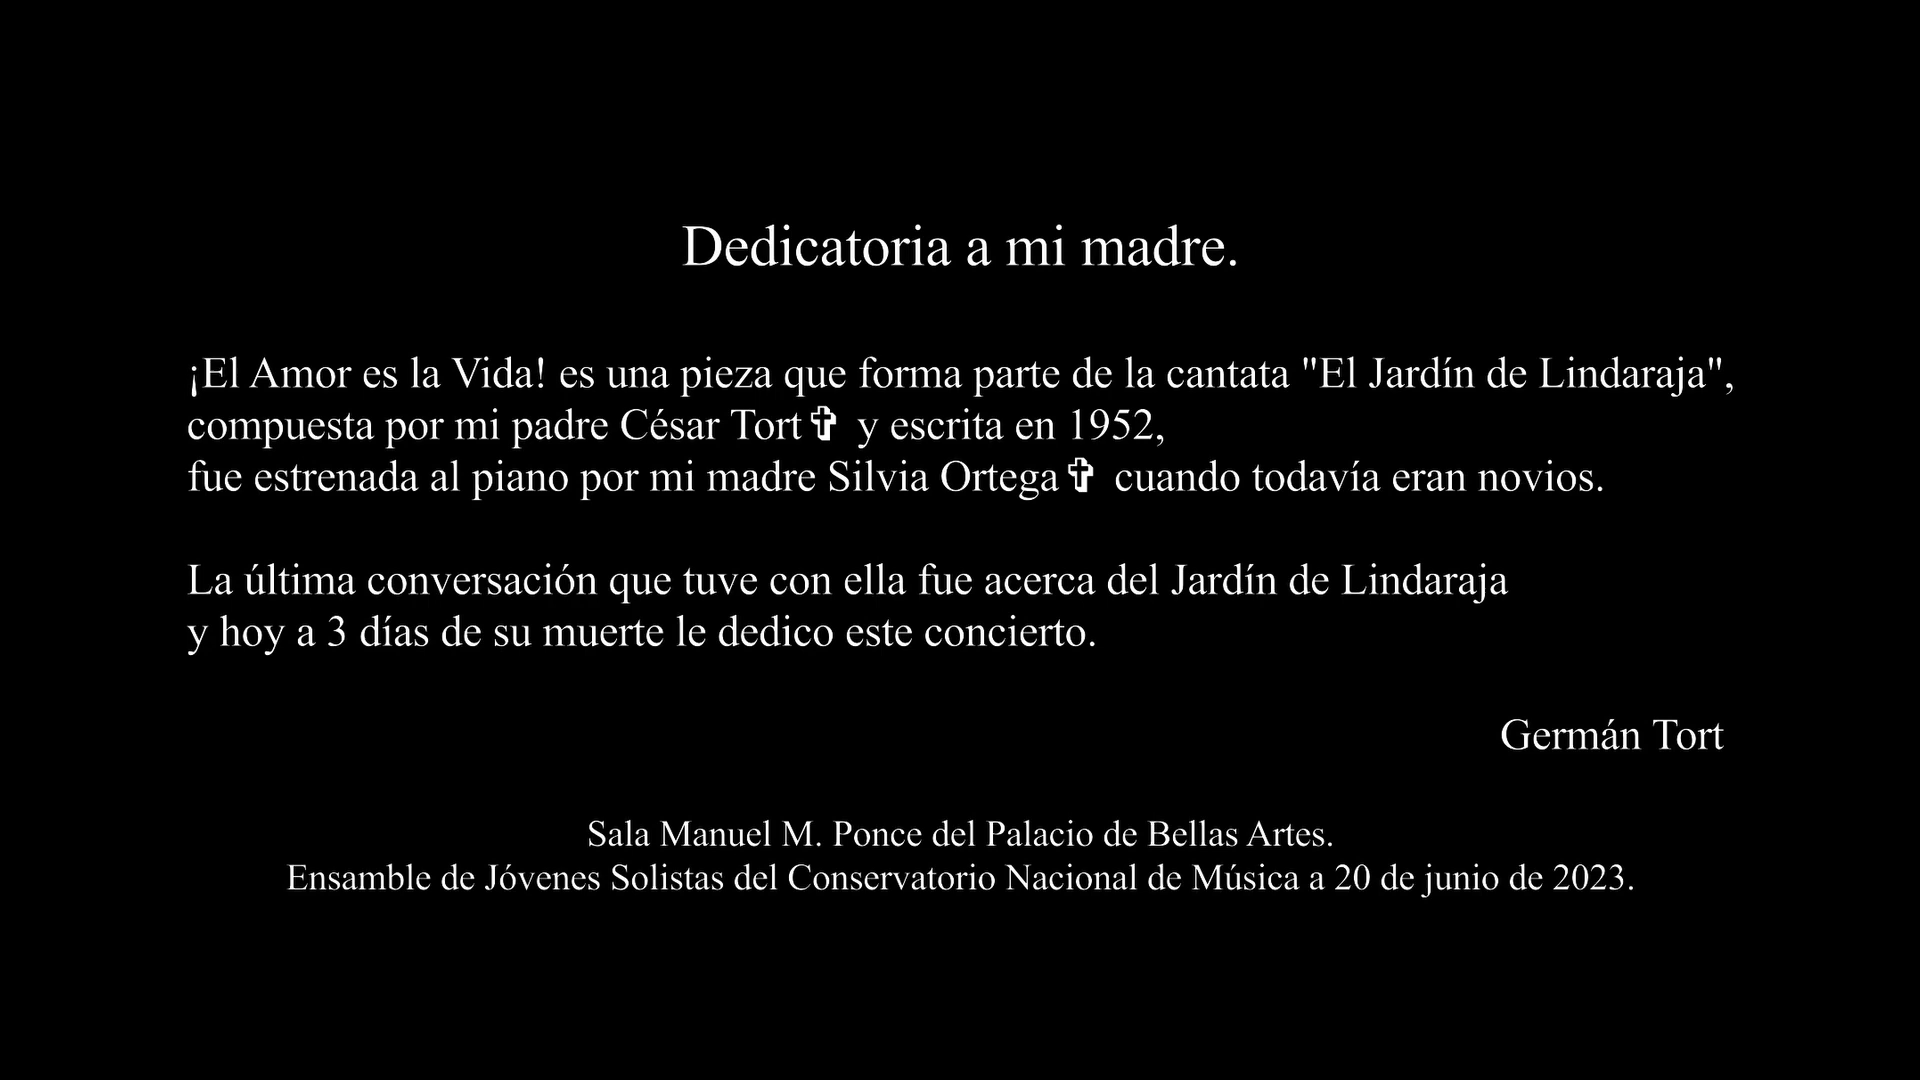 Dedicatoria a mi madre.
¡El Amor es la Vida! es una pieza que forma parte de la cantata "El Jardín de Lindaraja",
compuesta por mi padre César Tort✞ y escrita en 1952,
fue estrenada al piano por mi madre Silvia Ortega✞ cuando todavía eran novios.
La última conversación que tuve con ella fue acerca del Jardín de Lindaraja
y hoy a 3 días de su muerte le dedico este concierto.
Germán Tort
Sala Manuel M. Ponce del Palacio de Bellas Artes.
Ensamble de Jóvenes Solistas del Conservatorio Nacional de Música a 20 de junio de 2023.